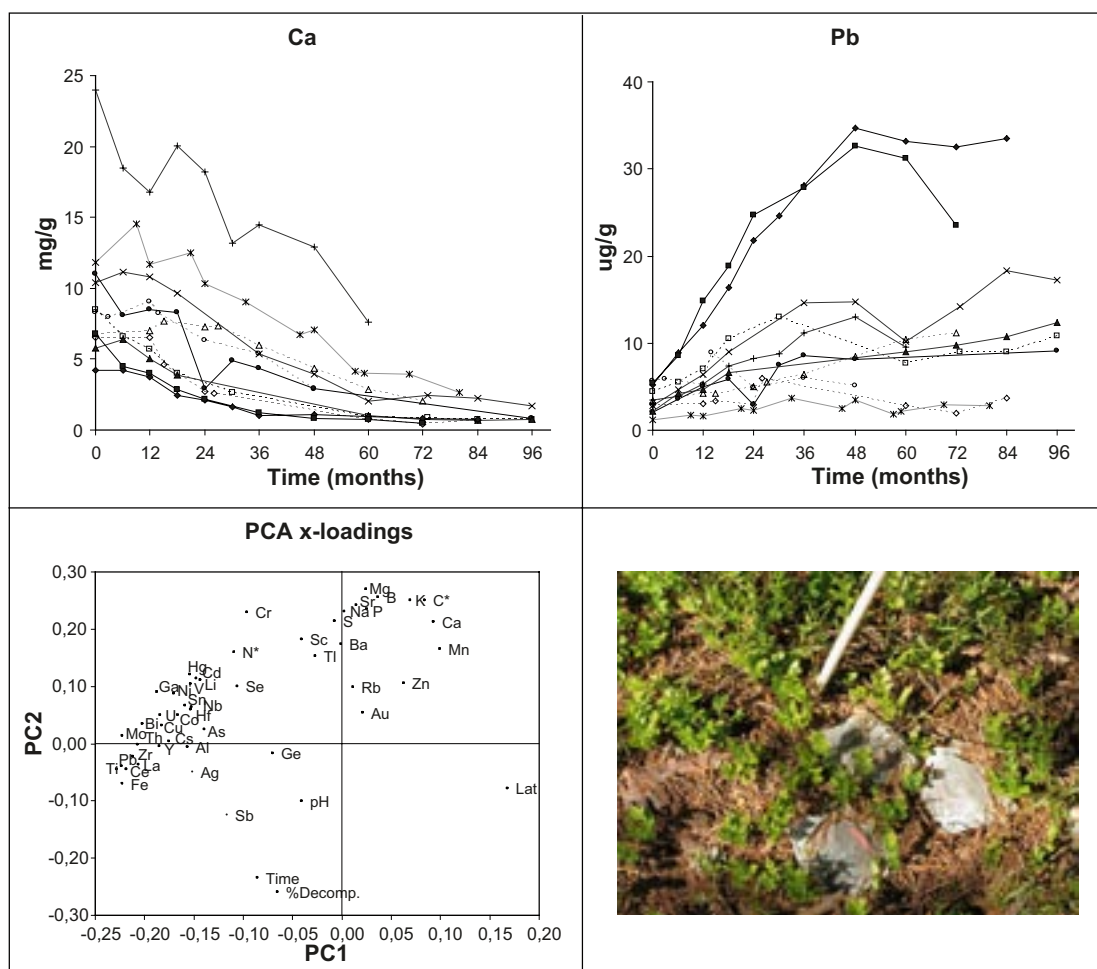 Ca
25
20
15
10
5
0
mg/g
0 12 24 36 48 60 72 84 96
Time (months)
Pb
40
30
20
10
0
ug/g
0 12 24 36 48 60 72 84 96
Time (months)
PCA x-loadings
0,30
0,20
0,10
0,00
-0,10
-0,20
-0,30
PC2
Mg
B
K C*
Sr
Na P
S
Ca
Cr
Sc
Ba
Mn
N*
Tl
Hg
Cd
Ni V Li
Ga
Se
Rb
Zn
Sn
Nb
Au
U
Hf
Bi
Co
Cu
As
Mo
Th
Cs
Y
Al
Zr
Ge
Pb
La
Ti
Ce
Ag
Fe
Lat
pH
Sb
Time
%Decomp.
-0,25 -0,20 -0,15 -0,10 -0,05 0,00 0,05 0,10 0,15 0,20
PC1